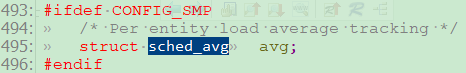 493: #ifdef CONFIG_SMP
494: » /* Per entity load average tracking */
495: » struct sched_avg» avg;
496: #endif